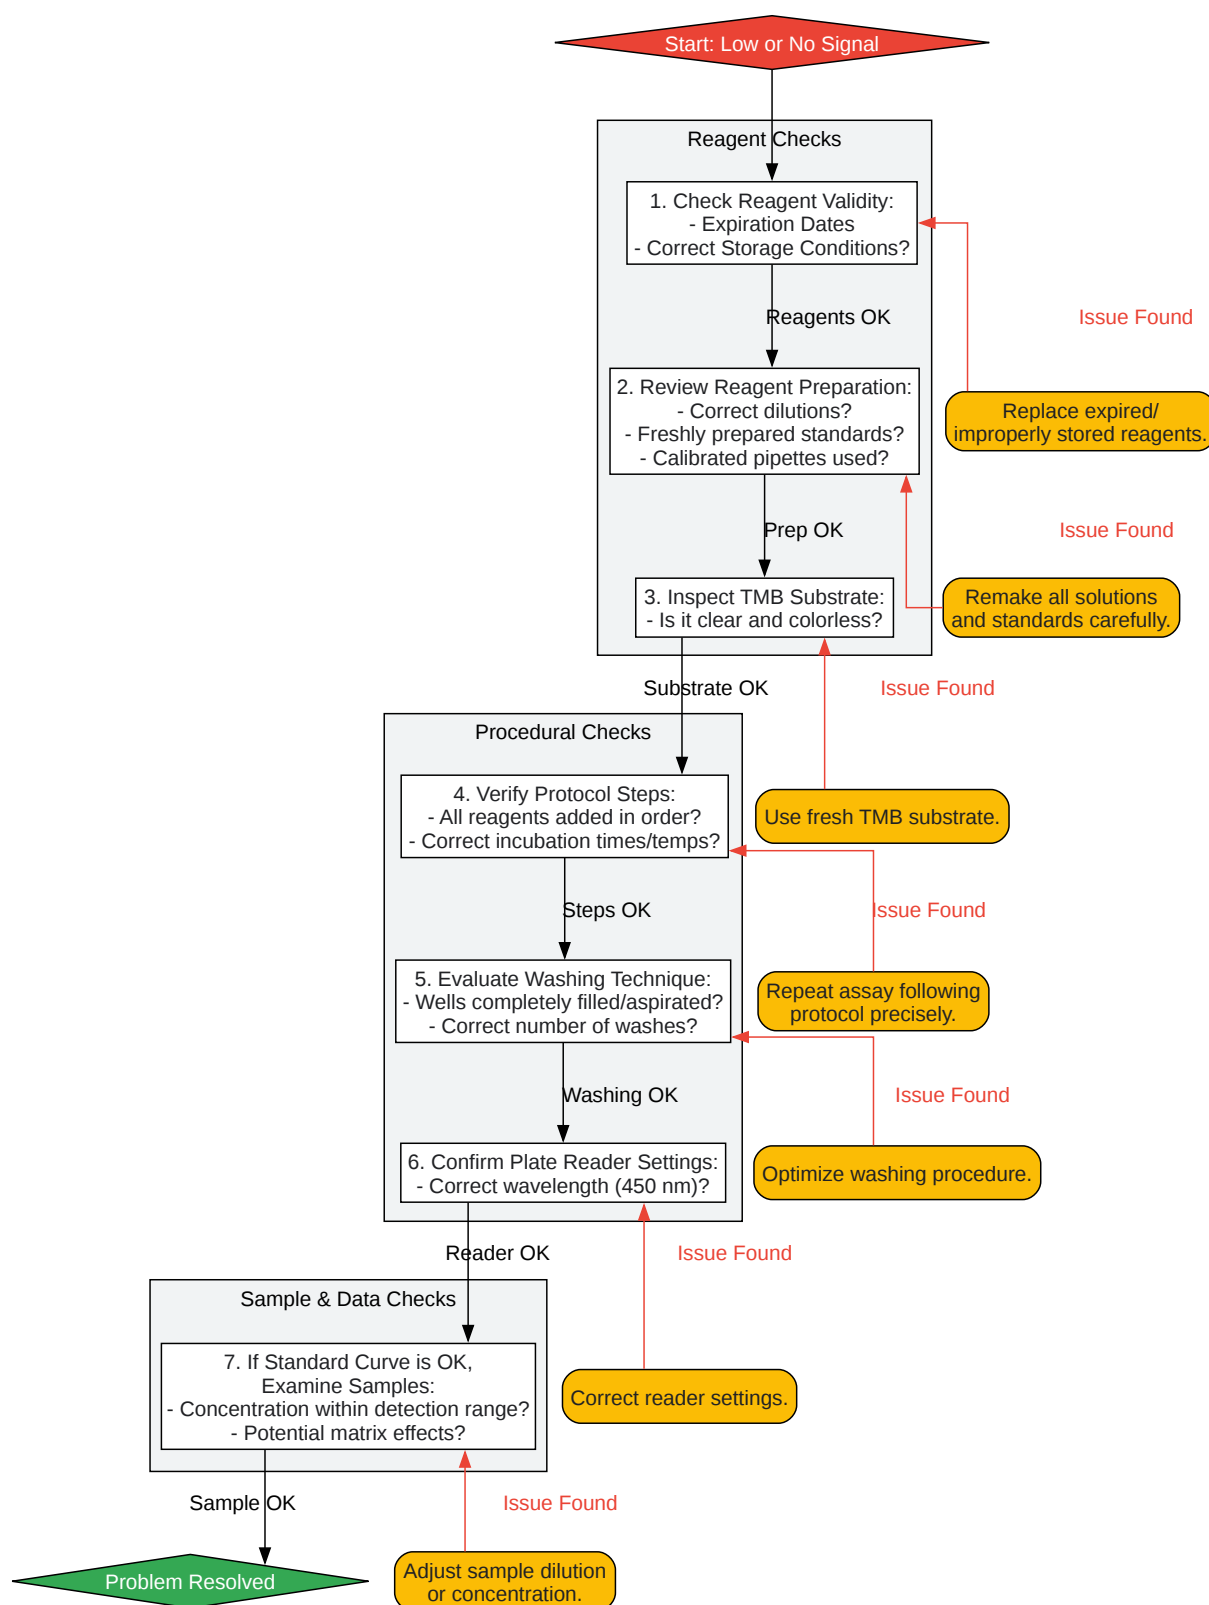 Start: Low or No Signal
Reagent Checks
1. Check Reagent Validity:
- Expiration Dates
- Correct Storage Conditions?
Reagents OK
Issue Found
2. Review Reagent Preparation:
- Correct dilutions?
- Freshly prepared standards?
- Calibrated pipettes used?
Replace expired/
improperly stored reagents.
Prep OK
Issue Found
3. Inspect TMB Substrate:
- Is it clear and colorless?
Remake all solutions
and standards carefully.
Substrate OK
Issue Found
Procedural Checks
4. Verify Protocol Steps:
- All reagents added in order?
- Correct incubation times/temps?
Use fresh TMB substrate.
Steps OK
Issue Found
5. Evaluate Washing Technique:
- Wells completely filled/aspirated?
- Correct number of washes?
Repeat assay following
protocol precisely.
Washing OK
Issue Found
6. Confirm Plate Reader Settings:
- Correct wavelength (450 nm)?
Optimize washing procedure.
Reader OK
Issue Found
Sample & Data Checks
7. If Standard Curve is OK,
Examine Samples:
- Concentration within detection range?
- Potential matrix effects?
Correct reader settings.
Sample OK
Issue Found
Problem Resolved
Adjust sample dilution
or concentration.